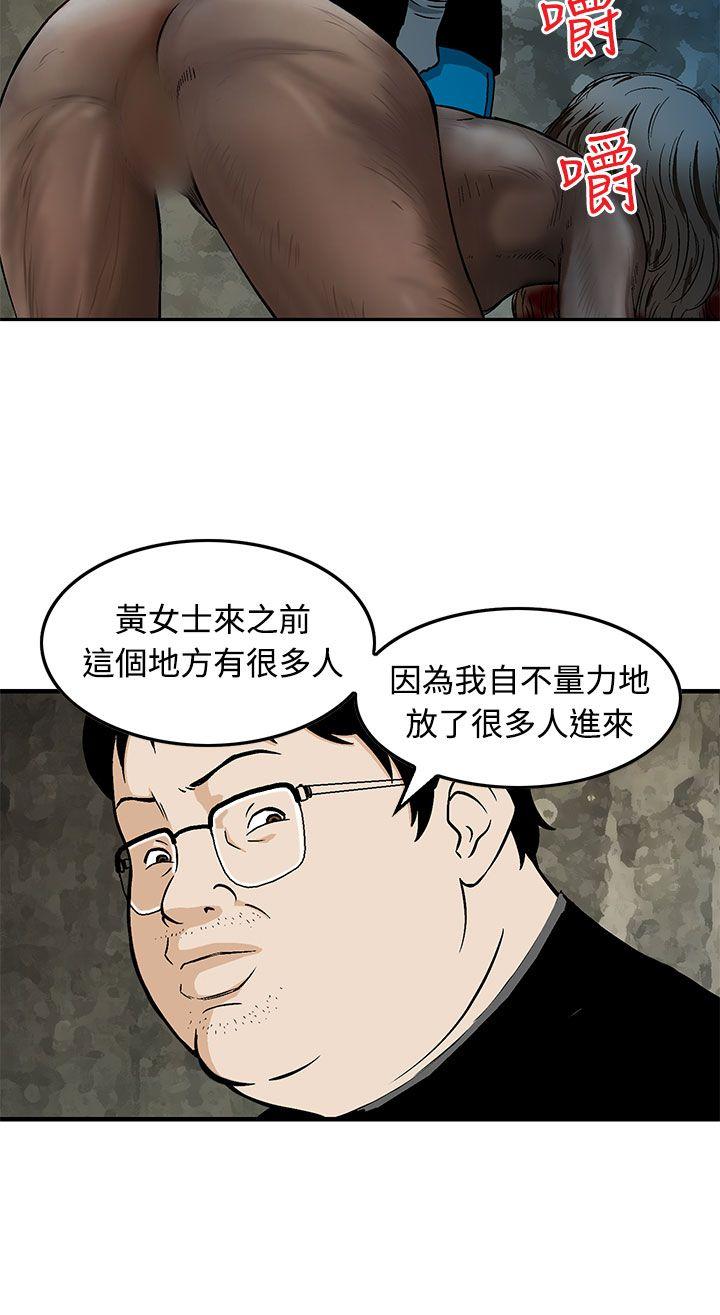 嚼
嚼
黃女士來之前
這個地方有很多人
因為我自不量力地
放了很多人進來